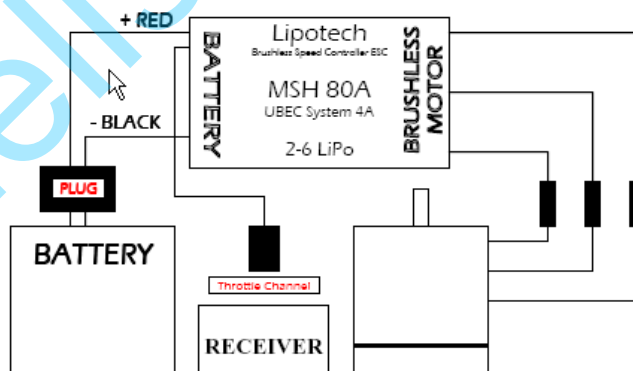 + RED
- BLACK
PLUG
BATTERY
BATTERY
Lipotech
Brushless Speed Controller ESC
MSH 80A
UBEC System 4A
2-6 LiPo
BRUSHLESS
MOTOR
Throttle Channel
RECEIVER